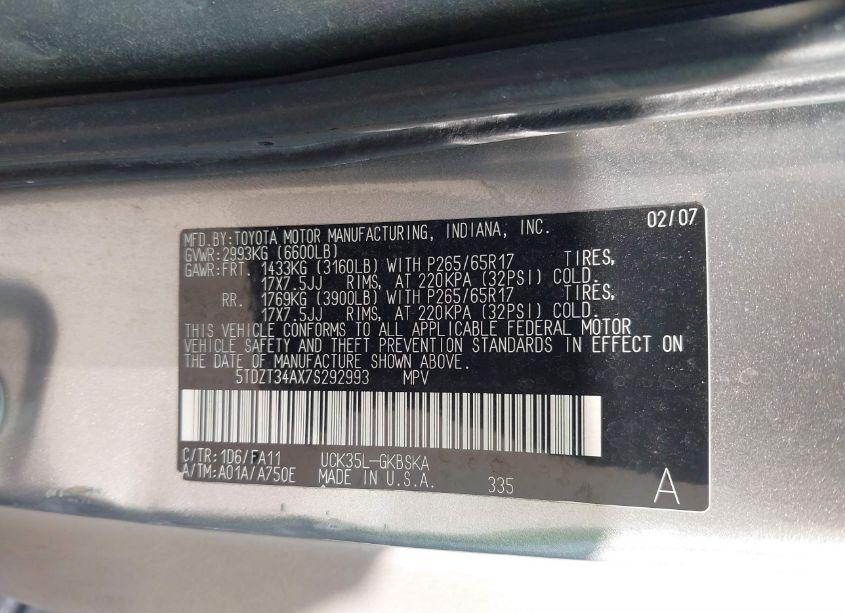 02/07
MFD.BY:TOYOTA MOTOR MANUFACTURING, INDIANA, INC.
GVWR:2993KG (6600LB)
GAWR:FRT. 1433KG (3160LB) WITH P265/65R17 TIRES,
17X7.5JJ RIMS, AT 220KPA (32PSI) COLD.
RR. 1769KG (3900LB) WITH P265/65R17 TIRES,
17X7.5JJ RIMS, AT 220KPA (32PSI) COLD.
THIS VEHICLE CONFORMS TO ALL APPLICABLE FEDERAL MOTOR
VEHICLE SAFETY AND THEFT PREVENTION STANDARDS IN EFFECT ON
THE DATE OF MANUFACTURE SHOWN ABOVE.
5TDZT34AX7S292993 MPV
C/TR:1D6/FA11 UCK35L-GKBSKA
A/TM:A01A/A750E MADE IN U.S.A. 335 A